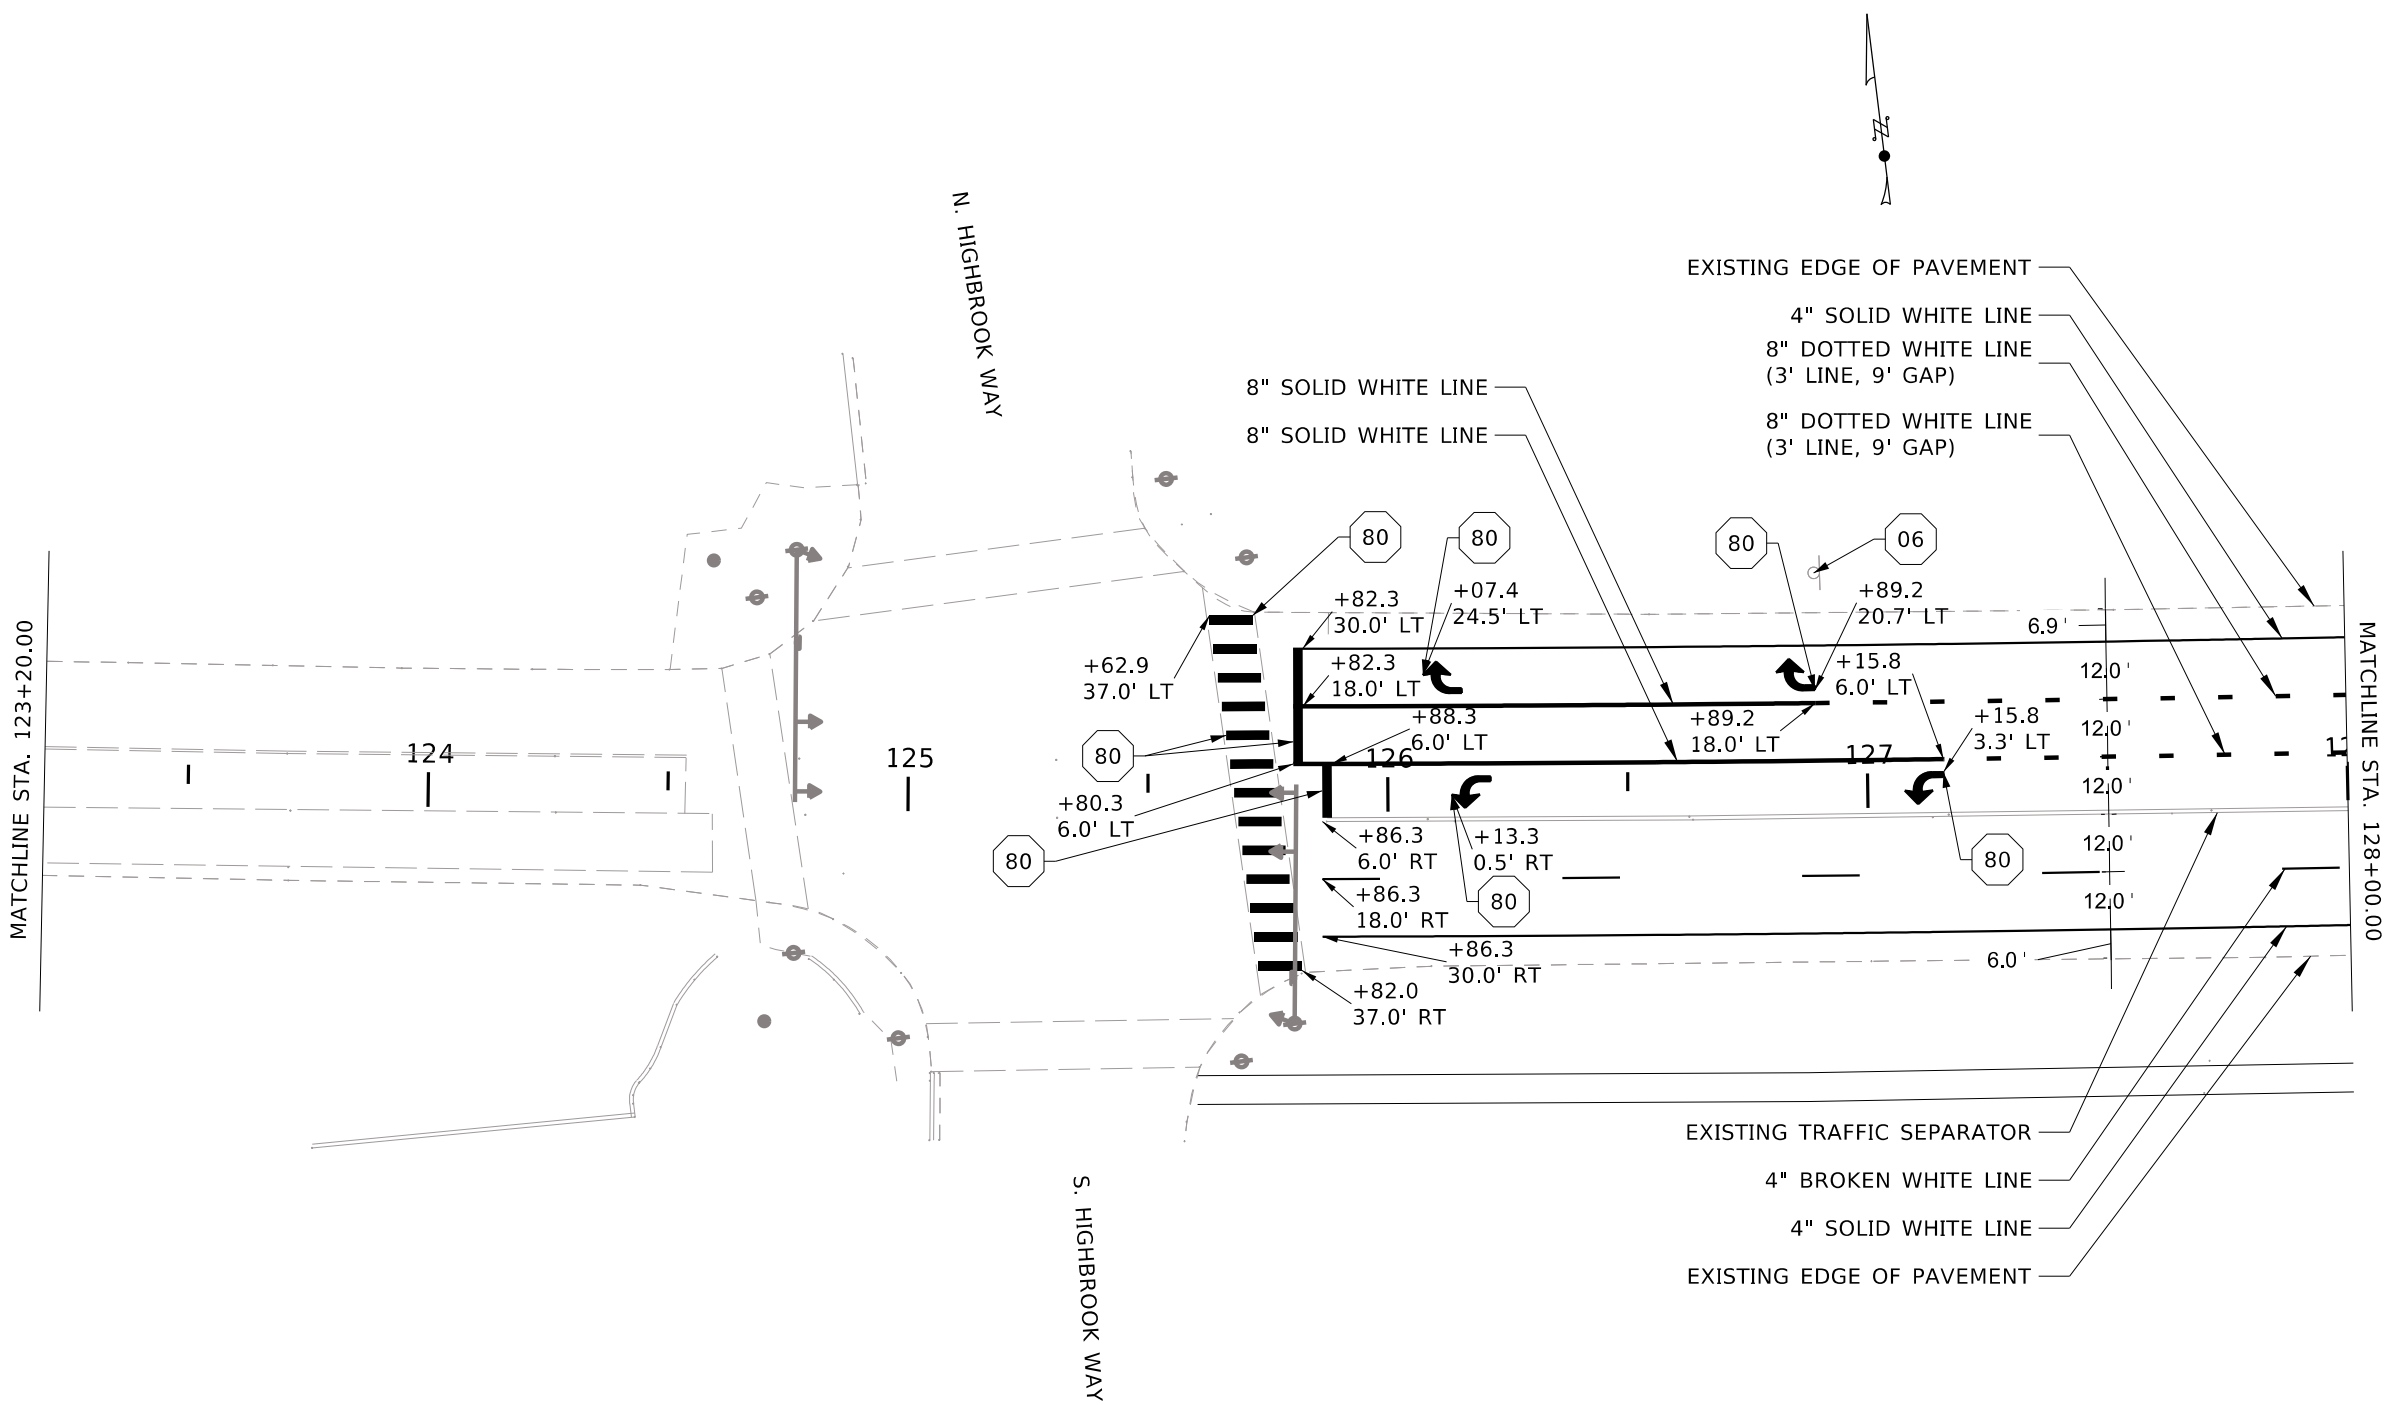 N. HIGHBROOK WAY
EXISTING EDGE OF PAVEMENT
4" SOLID WHITE LINE
8" DOTTED WHITE LINE
(3' LINE, 9' GAP)
8" DOTTED WHITE LINE
(3' LINE, 9' GAP)
8" SOLID WHITE LINE
8" SOLID WHITE LINE
80
80
80
06
+82.3
30.0' LT
+07.4
24.5' LT
+89.2
20.7' LT
6.9'
+62.9
37.0' LT
+82.3
18.0' LT
+15.8
6.0' LT
12.0'
+88.3
6.0' LT
+89.2
18.0' LT
+15.8
3.3' LT
12.0'
MATCHLINE STA. 123+20.00
124
125
80
126
127
12
MATCHLINE STA. 128+00.00
12.0'
+80.3
6.0' LT
80
+86.3
6.0' RT
+13.3
0.5' RT
80
12.0'
+86.3
18.0' RT
80
12.0'
+86.3
30.0' RT
6.0'
+82.0
37.0' RT
EXISTING TRAFFIC SEPARATOR
4" BROKEN WHITE LINE
4" SOLID WHITE LINE
EXISTING EDGE OF PAVEMENT
S. HIGHBROOK WAY
N